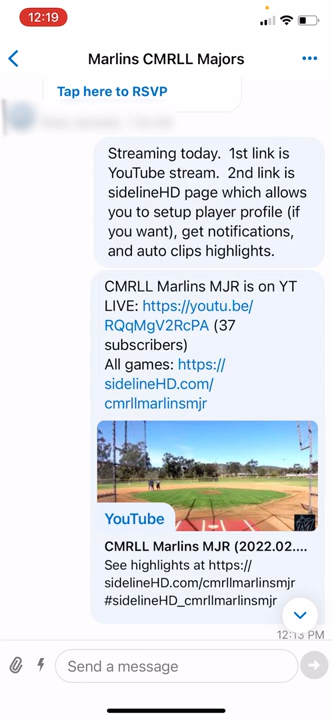 12:19
Marlins CMRLL Majors
Tap here to RSVP
Streaming today. 1st link is
YouTube stream. 2nd link is
sidelineHD page which allows
you to setup player profile (if
you want), get notifications,
and auto clips highlights.
CMRLL Marlins MJR is on YT
LIVE: https://youtu.be/
RQqMgV2RcPA (37
subscribers)
All games: https://
sidelineHD.com/
cmrllmarlinsmjr
YouTube
CMRLL Marlins MJR (2022.02....
See highlights at https://
sidelineHD.com/cmrllmarlinsmjr
#sidelineHD_cmrllmarlinsmjr
12:13 PM
Send a message